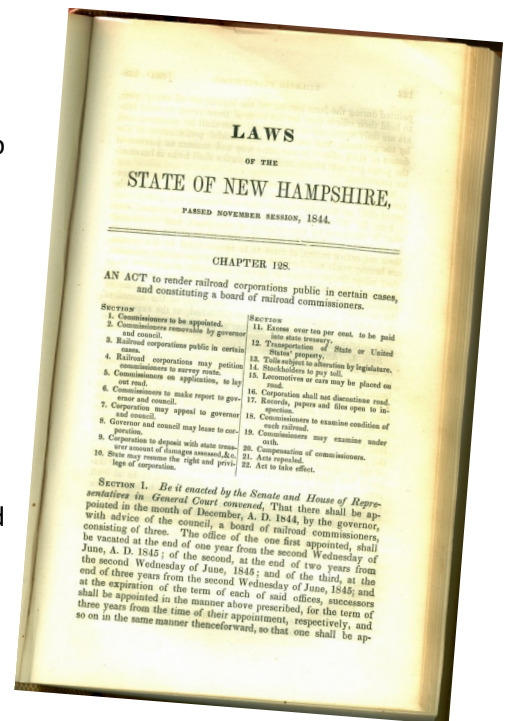 LAWS
OF THE
STATE OF NEW HAMPSHIRE,
PASSED NOVEMBER SESSION, 1844.
CHAPTER 128.
AN ACT to render railroad corporations public in certain cases,
and constituting a board of railroad commissioners.
SECTION
1. Commissioners to be appointed.
2. Commissioners removable by governor
and council.
3. Railroad corporations public in certain
cases.
4. Railroad corporations may petition
commissioners to survey route.
5. Commissioners on application, to lay
out road.
6. Commissioners to make report to gov-
ernor and council.
7. Corporation may appeal to governor
and council.
8. Governor and council may lease to cor-
poration.
9. Corporation to deposit with state treas-
urer amount of damages assessed,&c.
10. State may resume the right and privi-
lege of corporation.
SECTION
11. Excess over ten per cent. to be paid
into state treasury.
12. Transportation of State or United
States' property.
13. Tolls subject to alteration by legislature.
14. Stockholders to pay toll.
15. Locomotives or cars may be placed on
road.
16. Corporation shall not discontinue road.
17. Records, papers and files open to in-
spection.
18. Commissioners to examine condition of
each railroad.
19. Commissioners may examine under
oath.
20. Compensation of commissioners.
21. Acts repealed.
22. Act to take effect.
SECTION 1. Be it enacted by the Senate and House of Repre-
sentatives in General Court convened, That there shall be ap-
pointed in the month of December, A. D. 1844, by the governor,
with advice of the council, a board of railroad commissioners,
consisting of three. The office of the one first appointed, shall
be vacated at the end of one year from the second Wednesday of
June, A. D. 1845; of the second, at the end of two years from
the second Wednesday of June, 1845; and of the third, at the
end of three years from the second Wednesday of June, 1845; and
at the expiration of the term of each of said offices, successors
shall be appointed in the manner above prescribed, for the term of
three years from the time of their appointment, respectively, and
so on in the same manner thenceforward, so that one shall be ap-